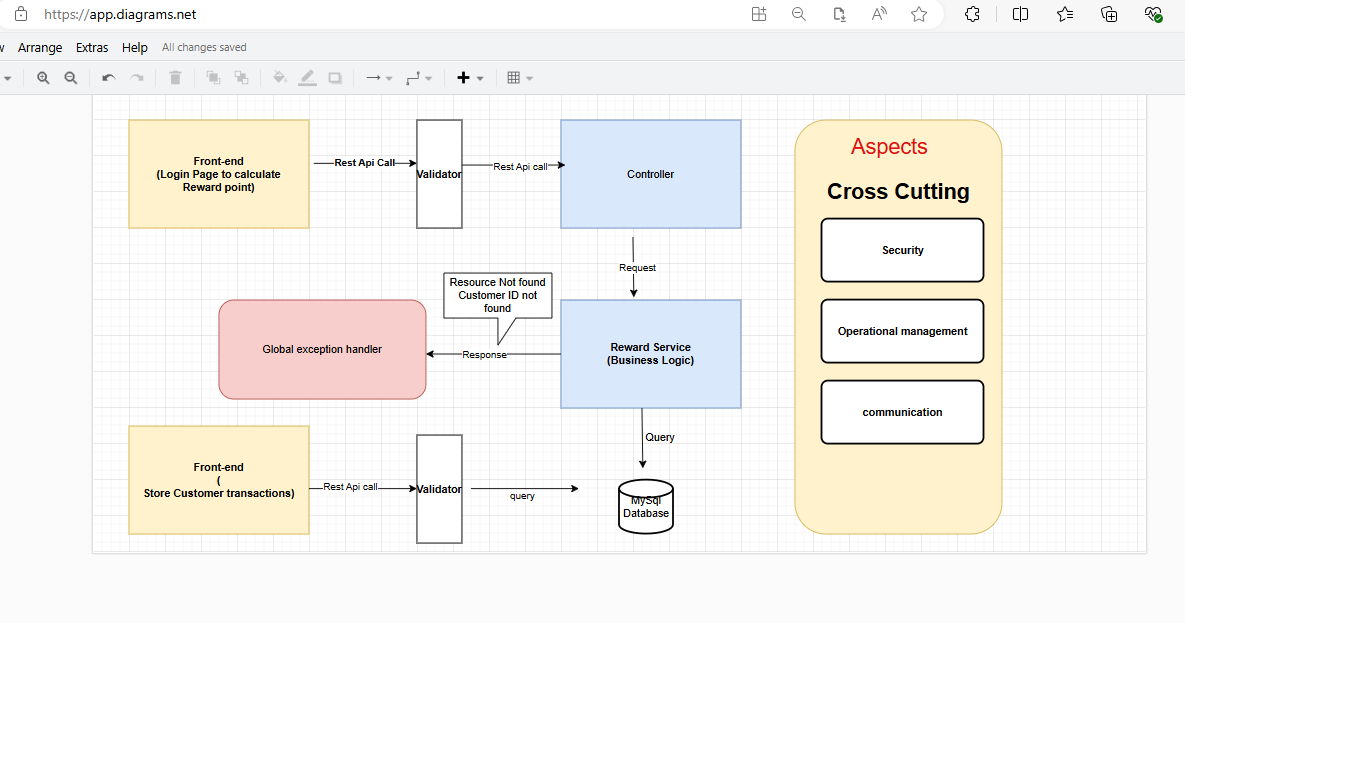 https://app.diagrams.net
Arrange Extras Help All changes saved
Front-end
(Login Page to calculate
Reward point)
Rest Api Call
Validator
Rest Api call
Controller
Request
Resource Not found
Customer ID not
found
Global exception handler
Response
Reward Service
(Business Logic)
Query
Front-end
(
Store Customer transactions)
Rest Api call
Validator
query
MySql
Database
Aspects
Cross Cutting
Security
Operational management
communication